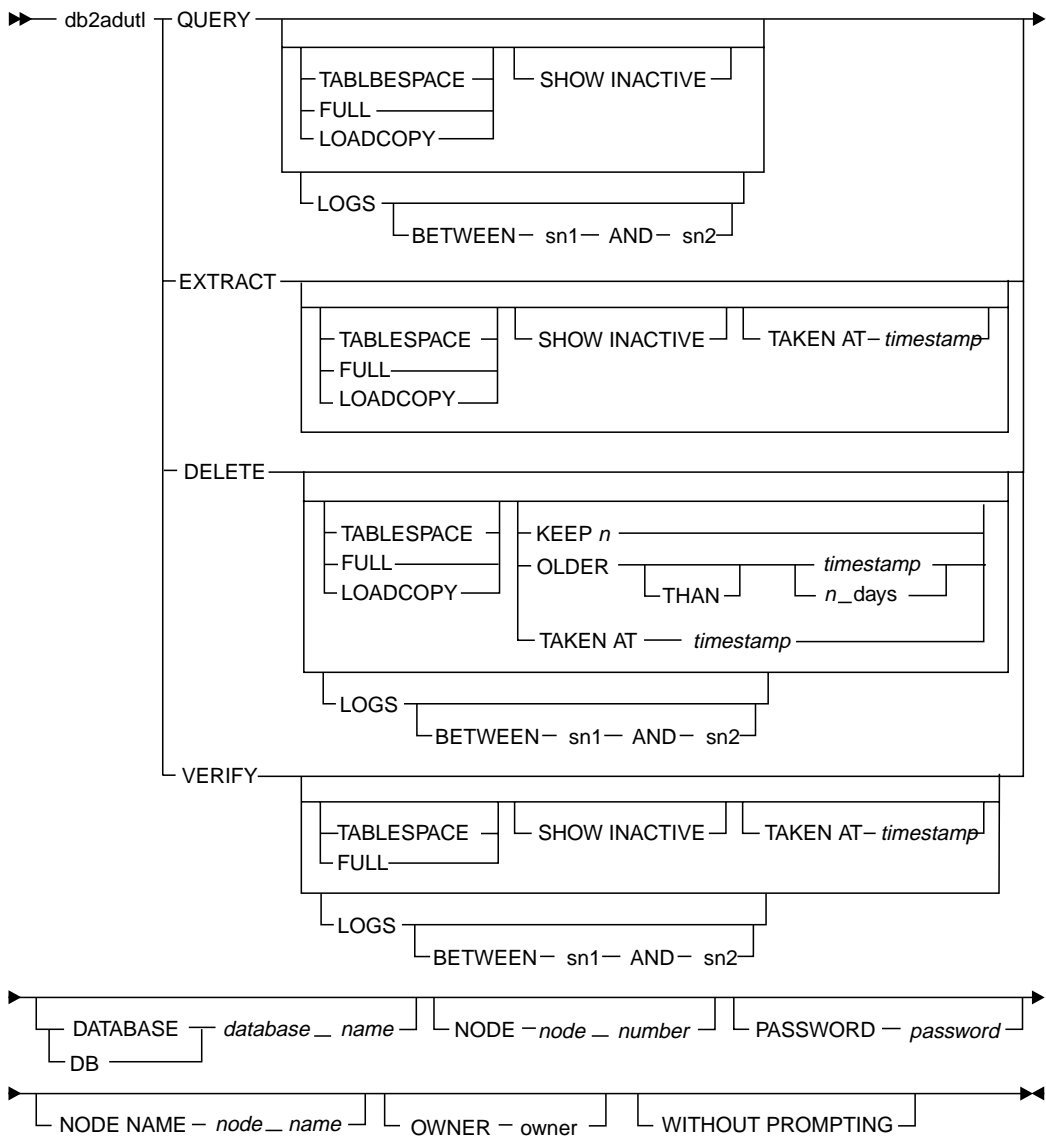 db2adutl QUERY
TABLBESPACE SHOW INACTIVE
FULL
LOADCOPY
LOGS
BETWEEN sn1 AND sn2
EXTRACT
TABLESPACE SHOW INACTIVE TAKEN AT timestamp
FULL
LOADCOPY
DELETE
TABLESPACE KEEP n
FULL OLDER timestamp
LOADCOPY THAN n_days
TAKEN AT timestamp
LOGS
BETWEEN sn1 AND sn2
VERIFY
TABLESPACE SHOW INACTIVE TAKEN AT timestamp
FULL
LOGS
BETWEEN sn1 AND sn2
DATABASE database_name NODE node_number PASSWORD password
DB
NODE NAME node_name OWNER owner WITHOUT PROMPTING